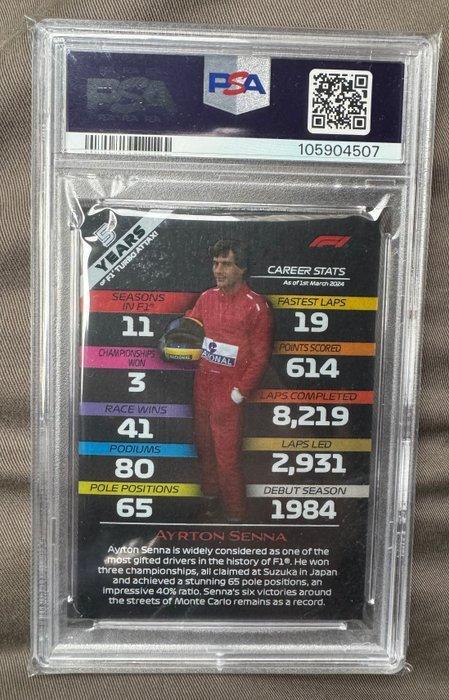 PSA
PSA
105904507
5 YEARS
OF F1 TURBO ATTAX!
F1
CAREER STATS
As of 1st March 2024
SEASONS IN F1®
11
CHAMPIONSHIPS WON
3
RACE WINS
41
PODIUMS
80
POLE POSITIONS
65
FASTEST LAPS
19
POINTS SCORED
614
LAPS COMPLETED
8,219
LAPS LED
2,931
DEBUT SEASON
1984
AYRTON SENNA
Ayrton Senna is widely considered as one of the
most gifted drivers in the history of F1®. He won
three championships, all claimed at Suzuka in Japan
and achieved a stunning 65 pole positions, an
impressive 40% ratio. Senna's six victories around
the streets of Monte Carlo remains as a record.